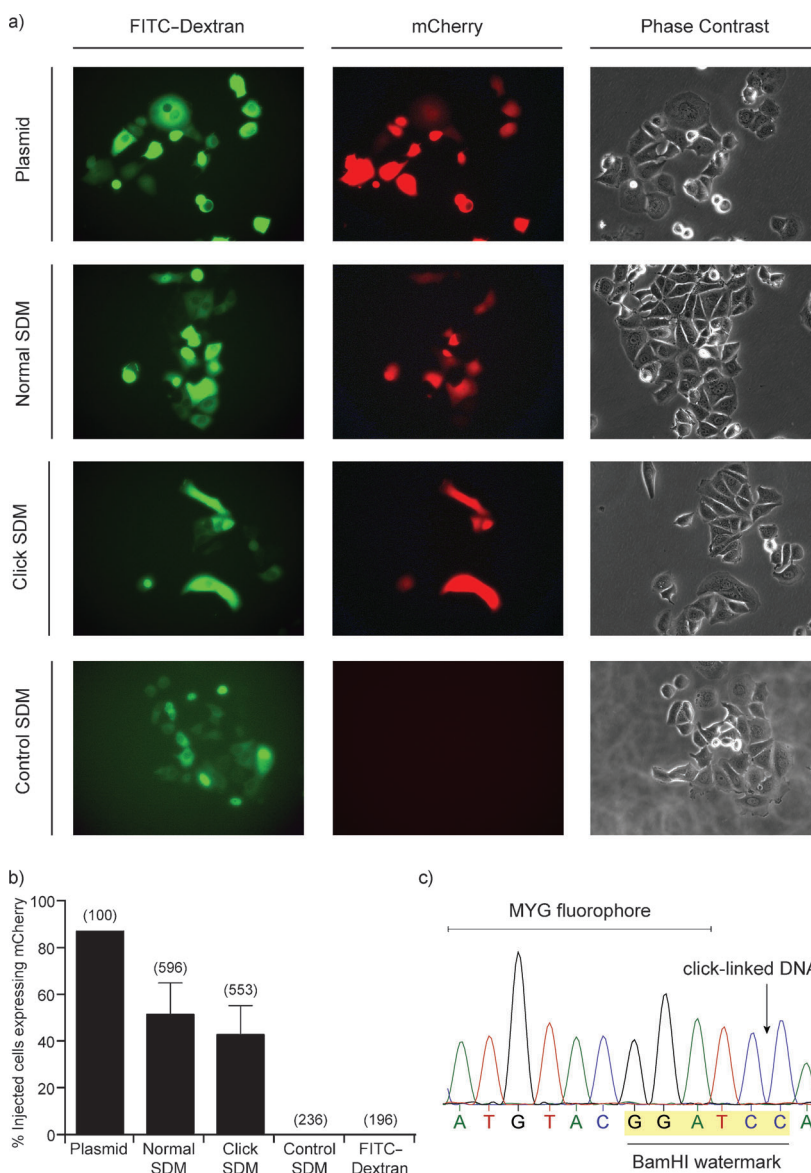 a)
FITC–Dextran mCherry Phase Contrast
Plasmid
Normal SDM
Click SDM
Control SDM
b)
% Injected cells expressing mCherry
100
80
60
40
20
0
(100)
(596)
(553)
(236)
(196)
Plasmid Normal Click Control FITC–
SDM SDM SDM Dextran
c)
MYG fluorophore
click-linked DNA
A T G T A C G G A T C C A
BamHI watermark